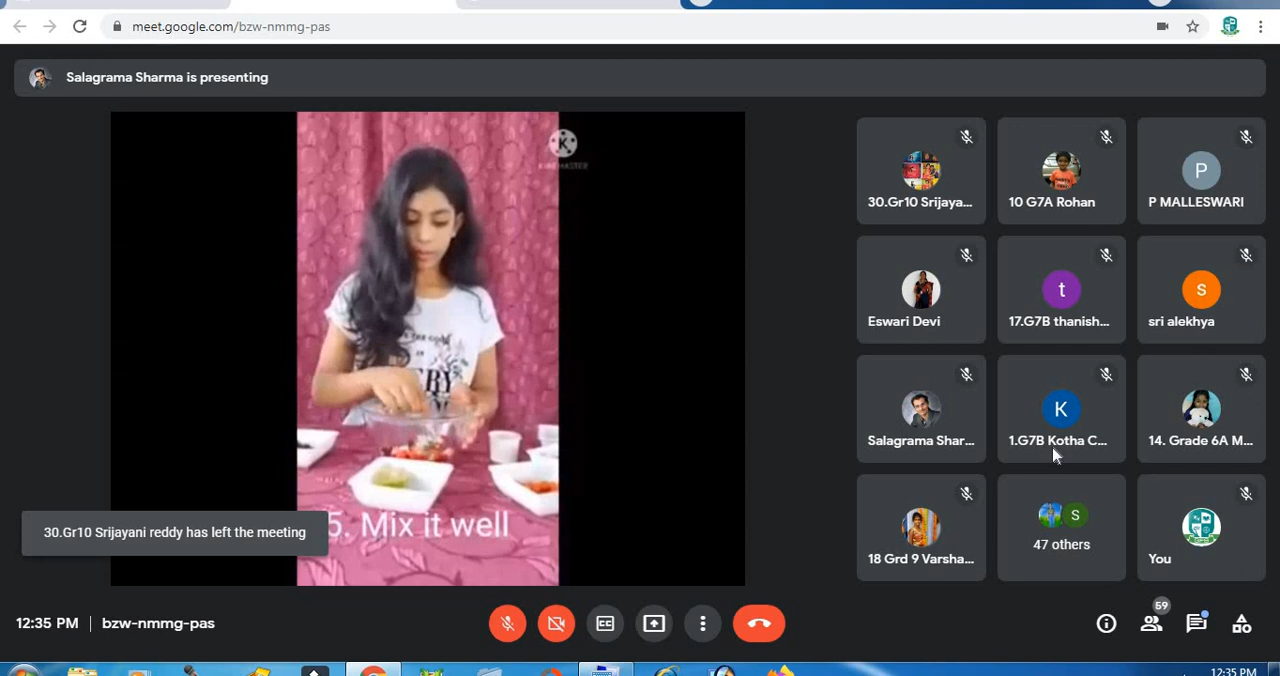 meet.google.com/bzw-nmmg-pas
Salagrama Sharma is presenting
KINEMASTER
5. Mix it well
30.Gr10 Srijayani reddy has left the meeting
30.Gr10 Srijaya...
10 G7A Rohan
P
P MALLESWARI
Eswari Devi
t
17.G7B thanish...
s
sri alekhya
Salagrama Shar...
K
1.G7B Kotha C...
14. Grade 6A M...
18 Grd 9 Varsha...
S
47 others
You
12:35 PM | bzw-nmmg-pas
59
12:35 PM